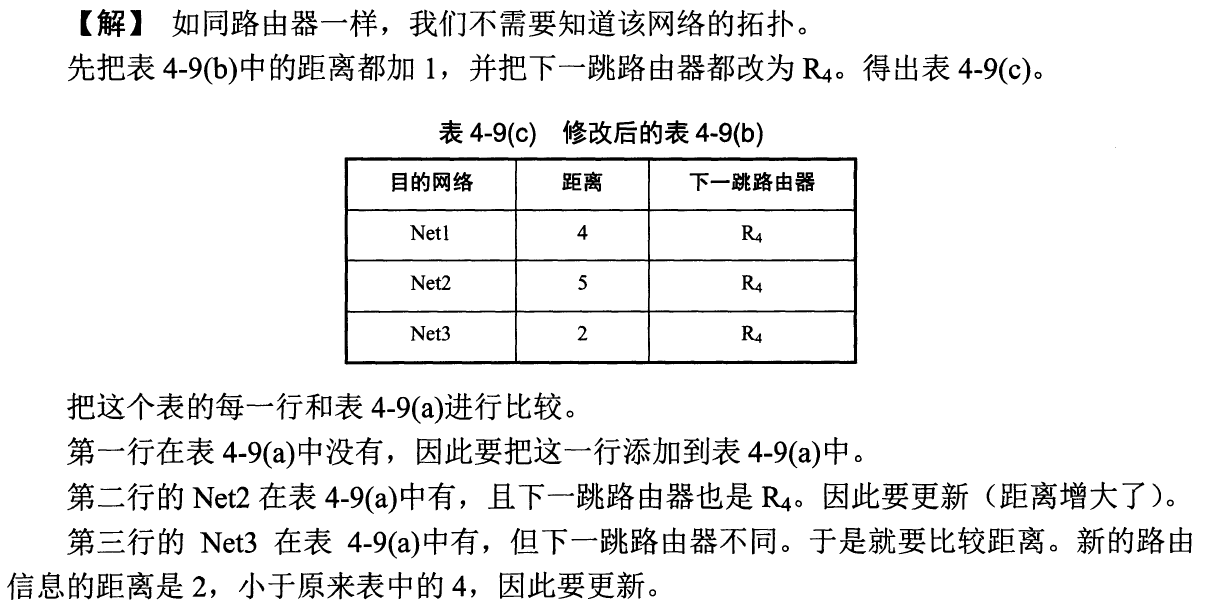 【解】 如同路由器一样，我们不需要知道该网络的拓扑。
先把表 4-9(b)中的距离都加 1，并把下一跳路由器都改为 R₄。得出表 4-9(c)。
表 4-9(c) 修改后的表 4-9(b)
目的网络 距离 下一跳路由器
Net1 4 R₄
Net2 5 R₄
Net3 2 R₄
把这个表的每一行和表 4-9(a)进行比较。
第一行在表 4-9(a)中没有，因此要把这一行添加到表 4-9(a)中。
第二行的 Net2 在表 4-9(a)中有，且下一跳路由器也是 R₄。因此要更新（距离增大了）。
第三行的 Net3 在表 4-9(a)中有，但下一跳路由器不同。于是就要比较距离。新的路由
信息的距离是 2，小于原来表中的 4，因此要更新。